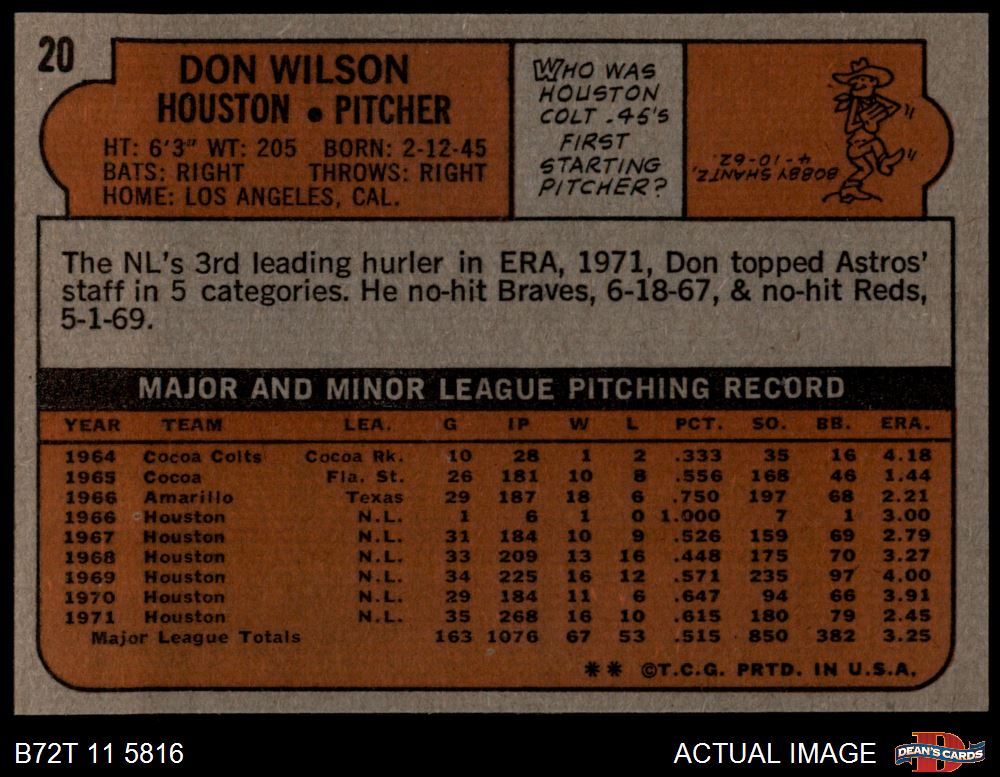 20
DON WILSON
HOUSTON • PITCHER
HT: 6'3" WT: 205 BORN: 2-12-45
BATS: RIGHT THROWS: RIGHT
HOME: LOS ANGELES, CAL.
WHO WAS
HOUSTON
COLT .45'S
FIRST
STARTING
PITCHER?
BOBBY SHANTZ,
4-10-62.
The NL's 3rd leading hurler in ERA, 1971, Don topped Astros'
staff in 5 categories. He no-hit Braves, 6-18-67, & no-hit Reds,
5-1-69.
MAJOR AND MINOR LEAGUE PITCHING RECORD
YEAR TEAM LEA. G IP W L PCT. SO. BB. ERA.
1964 Cocoa Colts Cocoa Rk. 10 28 1 2 .333 35 16 4.18
1965 Cocoa Fla. St. 26 181 10 8 .556 168 46 1.44
1966 Amarillo Texas 29 187 18 6 .750 197 68 2.21
1966 Houston N.L. 1 6 1 0 1.000 7 1 3.00
1967 Houston N.L. 31 184 10 9 .526 159 69 2.79
1968 Houston N.L. 33 209 13 16 .448 175 70 3.27
1969 Houston N.L. 34 225 16 12 .571 235 97 4.00
1970 Houston N.L. 29 184 11 6 .647 94 66 3.91
1971 Houston N.L. 35 268 16 10 .615 180 79 2.45
Major League Totals 163 1076 67 53 .515 850 382 3.25
** ©T.C.G. PRTD. IN U.S.A.
B72T 11 5816
ACTUAL IMAGE
D
DEAN'S CARDS